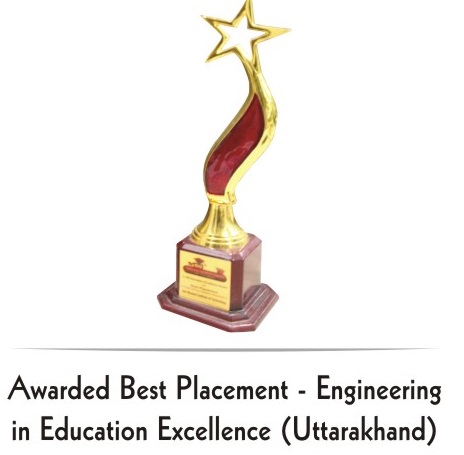 Awarded Best Placement - Engineering
in Education Excellence (Uttarakhand)